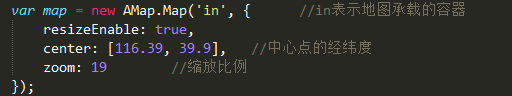 var map = new AMap.Map('in', {       //in表示地图承载的容器
    resizeEnable: true,
    center: [116.39, 39.9],   //中心点的经纬度
    zoom: 19         //缩放比例
});